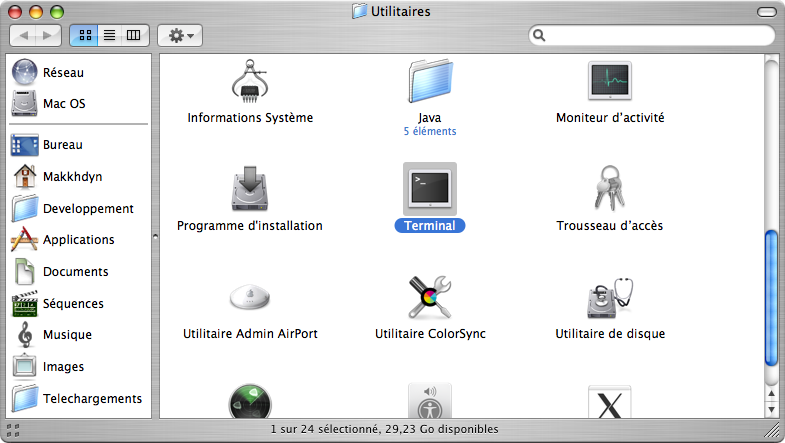 Utilitaires
Réseau
Mac OS
Bureau
Makkhdyn
Developpement
Applications
Documents
Séquences
Musique
Images
Telechargements
Informations Système
Java
5 éléments
Moniteur d'activité
Programme d'installation
>_
Terminal
Trousseau d'accès
Utilitaire Admin AirPort
Utilitaire ColorSync
Utilitaire de disque
X
1 sur 24 sélectionné, 29,23 Go disponibles